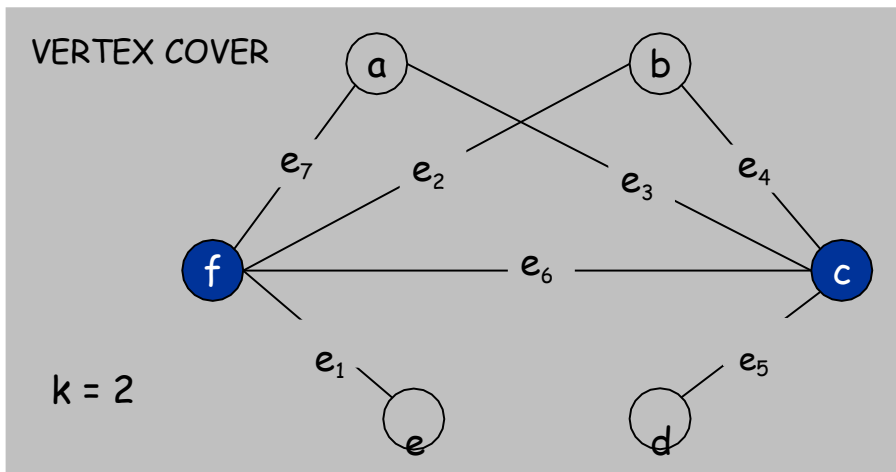 VERTEX COVER
a
b
e₇
e₂
e₃
e₄
f
e₆
c
e₁
e₅
k = 2
e
d